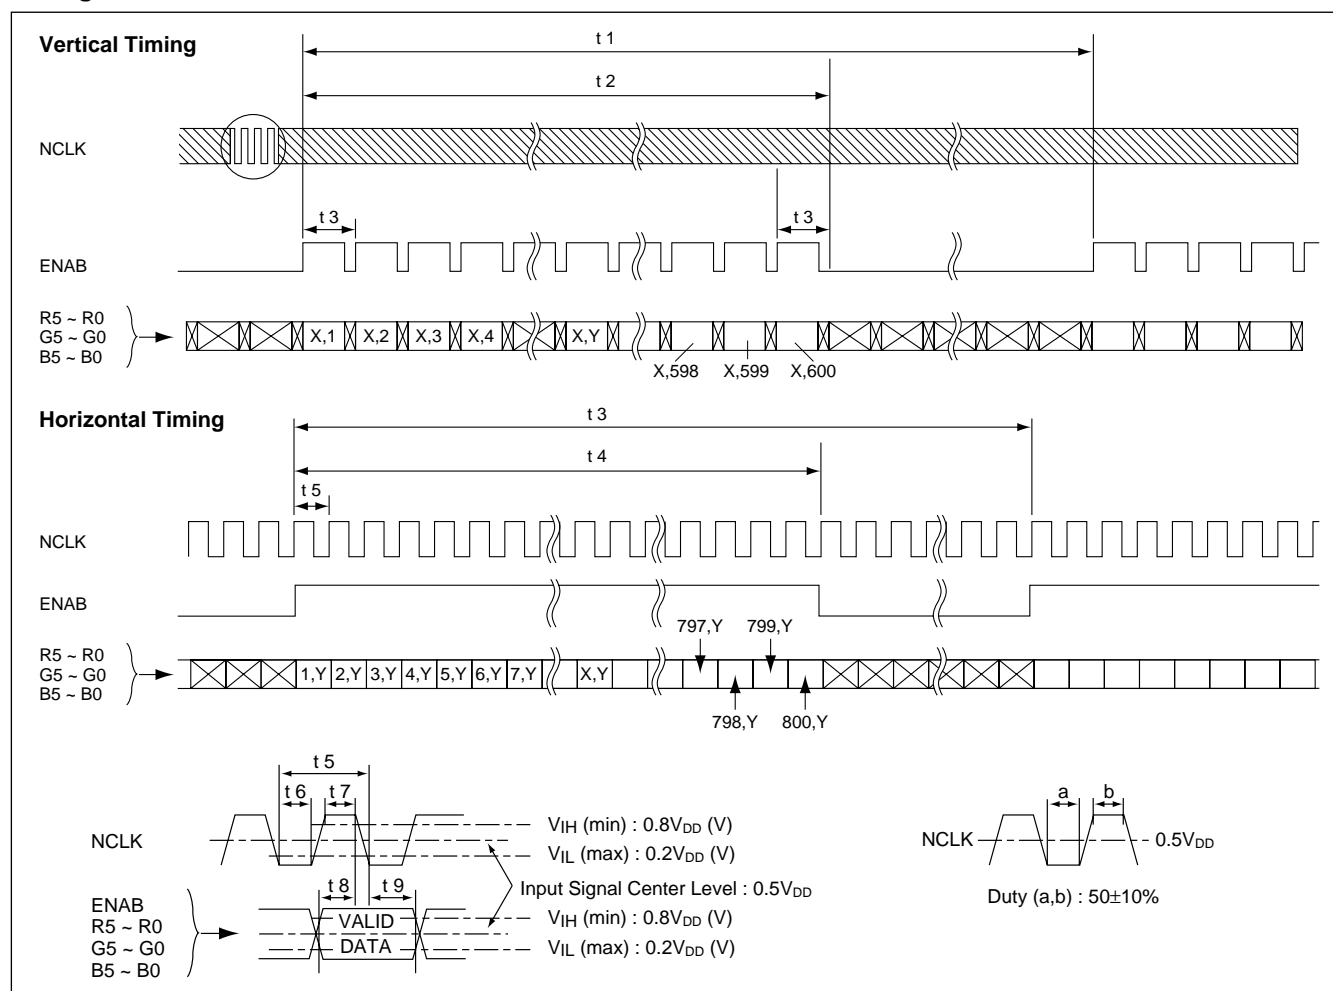 Vertical Timing
t 1
t 2
NCLK
t 3
t 3
ENAB
R5 ~ R0
G5 ~ G0
B5 ~ B0
X,1
X,2
X,3
X,4
X,Y
X,598
X,599
X,600
Horizontal Timing
t 3
t 4
t 5
NCLK
ENAB
797,Y
799,Y
R5 ~ R0
G5 ~ G0
B5 ~ B0
1,Y
2,Y
3,Y
4,Y
5,Y
6,Y
7,Y
X,Y
798,Y
800,Y
t 5
t 6
t 7
NCLK
VIH (min) : 0.8VDD (V)
VIL (max) : 0.2VDD (V)
Input Signal Center Level : 0.5VDD
t 8
t 9
ENAB
R5 ~ R0
G5 ~ G0
B5 ~ B0
VALID
DATA
VIH (min) : 0.8VDD (V)
VIL (max) : 0.2VDD (V)
a
b
NCLK
0.5VDD
Duty (a,b) : 50±10%